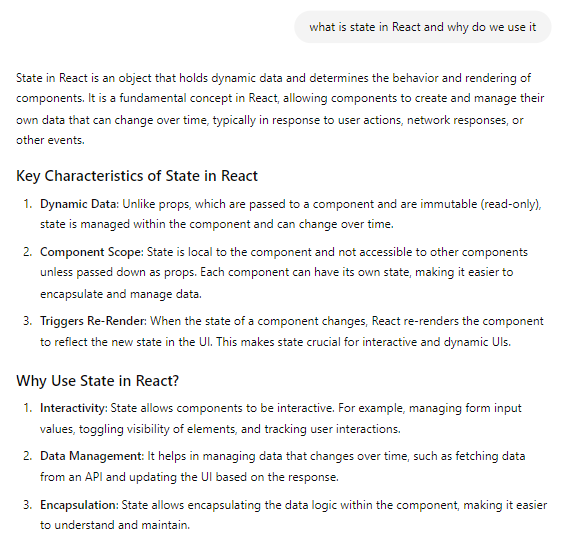 what is state in React and why do we use it
State in React is an object that holds dynamic data and determines the behavior and rendering of
components. It is a fundamental concept in React, allowing components to create and manage their
own data that can change over time, typically in response to user actions, network responses, or
other events.
Key Characteristics of State in React
1. Dynamic Data: Unlike props, which are passed to a component and are immutable (read-only),
state is managed within the component and can change over time.
2. Component Scope: State is local to the component and not accessible to other components
unless passed down as props. Each component can have its own state, making it easier to
encapsulate and manage data.
3. Triggers Re-Render: When the state of a component changes, React re-renders the component
to reflect the new state in the UI. This makes state crucial for interactive and dynamic UIs.
Why Use State in React?
1. Interactivity: State allows components to be interactive. For example, managing form input
values, toggling visibility of elements, and tracking user interactions.
2. Data Management: It helps in managing data that changes over time, such as fetching data
from an API and updating the UI based on the response.
3. Encapsulation: State allows encapsulating the data logic within the component, making it easier
to understand and maintain.